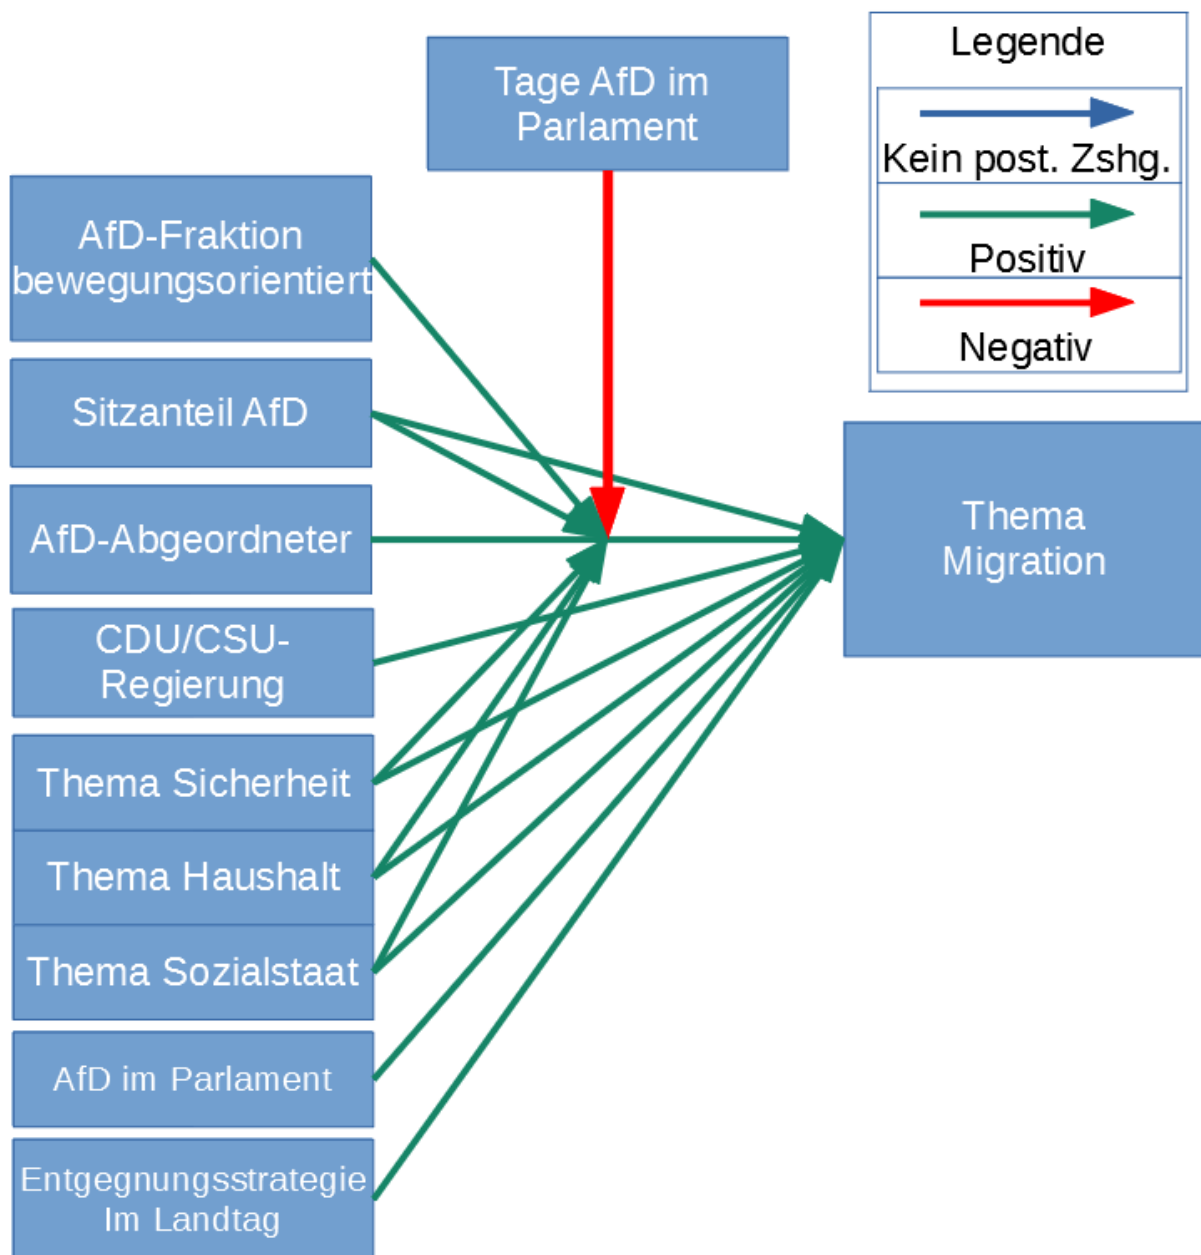 Tage AfD im
Parlament
Legende
Kein post. Zshg.
Positiv
Negativ
AfD-Fraktion
bewegungsorientiert
Sitzanteil AfD
AfD-Abgeordneter
CDU/CSU-
Regierung
Thema Sicherheit
Thema Haushalt
Thema Sozialstaat
AfD im Parlament
Entgegnungsstrategie
Im Landtag
Thema
Migration